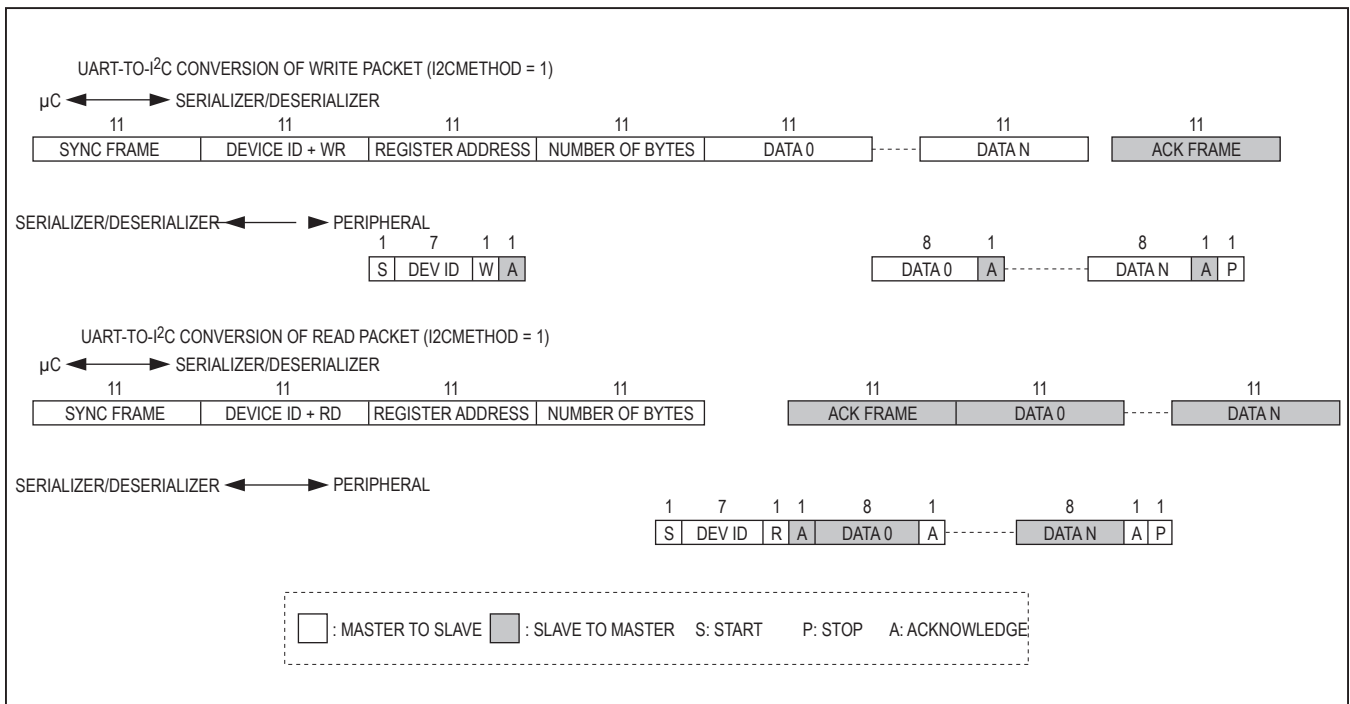 UART-TO-I2C CONVERSION OF WRITE PACKET (I2CMETHOD = 1)
µC SERIALIZER/DESERIALIZER
11 11 11 11 11 11 11
SYNC FRAME DEVICE ID + WR REGISTER ADDRESS NUMBER OF BYTES DATA 0 DATA N ACK FRAME
SERIALIZER/DESERIALIZER PERIPHERAL
1 7 1 1 8 1 8 1 1
S DEV ID W A DATA 0 A DATA N A P
UART-TO-I2C CONVERSION OF READ PACKET (I2CMETHOD = 1)
µC SERIALIZER/DESERIALIZER
11 11 11 11 11 11 11
SYNC FRAME DEVICE ID + RD REGISTER ADDRESS NUMBER OF BYTES ACK FRAME DATA 0 DATA N
SERIALIZER/DESERIALIZER PERIPHERAL
1 7 1 1 8 1 8 1 1
S DEV ID R A DATA 0 A DATA N A P
: MASTER TO SLAVE : SLAVE TO MASTER S: START P: STOP A: ACKNOWLEDGE